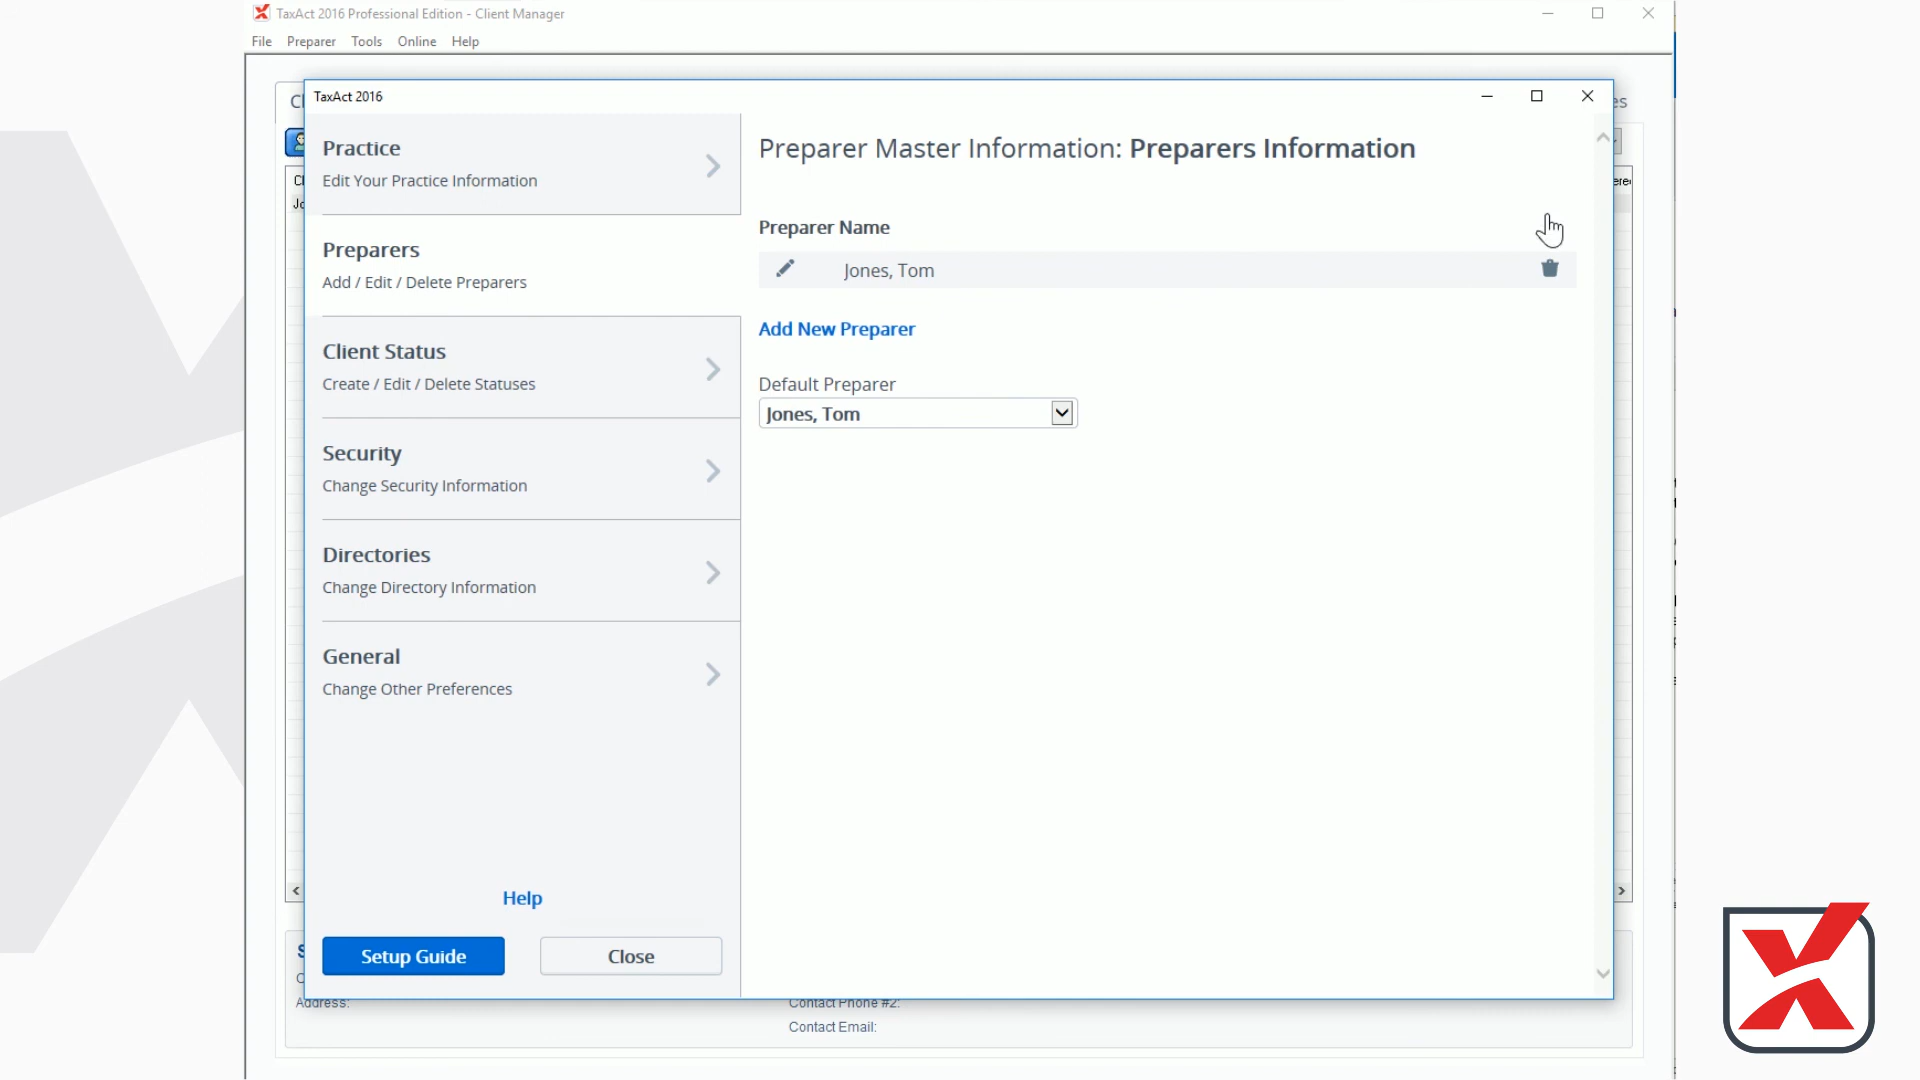 TaxAct 2016 Professional Edition - Client Manager
File Preparer Tools Online Help
TaxAct 2016
Practice
Edit Your Practice Information
Preparers
Add / Edit / Delete Preparers
Client Status
Create / Edit / Delete Statuses
Security
Change Security Information
Directories
Change Directory Information
General
Change Other Preferences
Help
Setup Guide Close
Preparer Master Information: Preparers Information
Preparer Name
Jones, Tom
Add New Preparer
Default Preparer
Jones, Tom
Address:
Contact Phone #2:
Contact Email: